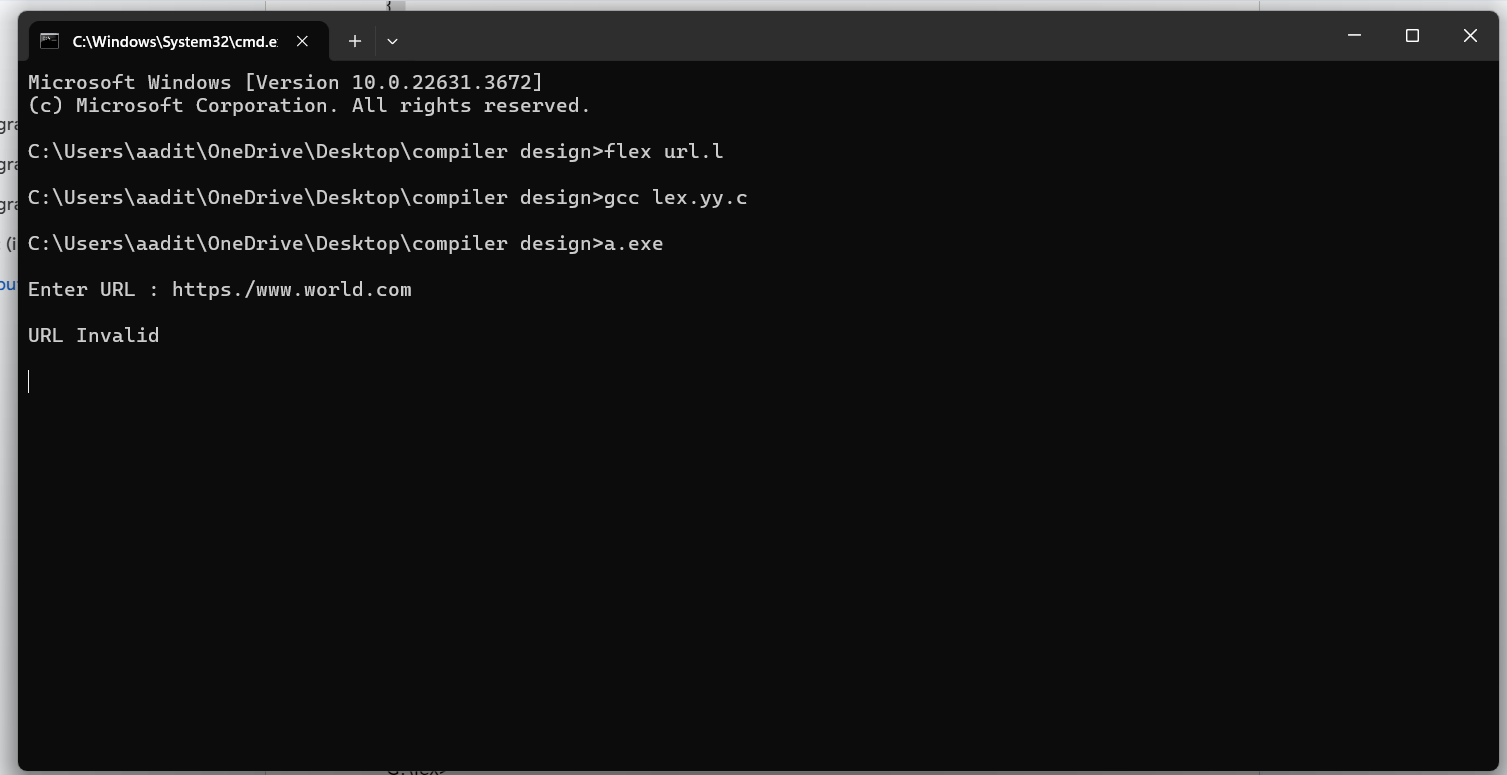 C:\Windows\System32\cmd.e
Microsoft Windows [Version 10.0.22631.3672]
(c) Microsoft Corporation. All rights reserved.
C:\Users\aadit\OneDrive\Desktop\compiler design>flex url.l
C:\Users\aadit\OneDrive\Desktop\compiler design>gcc lex.yy.c
C:\Users\aadit\OneDrive\Desktop\compiler design>a.exe
Enter URL : https./www.world.com
URL Invalid